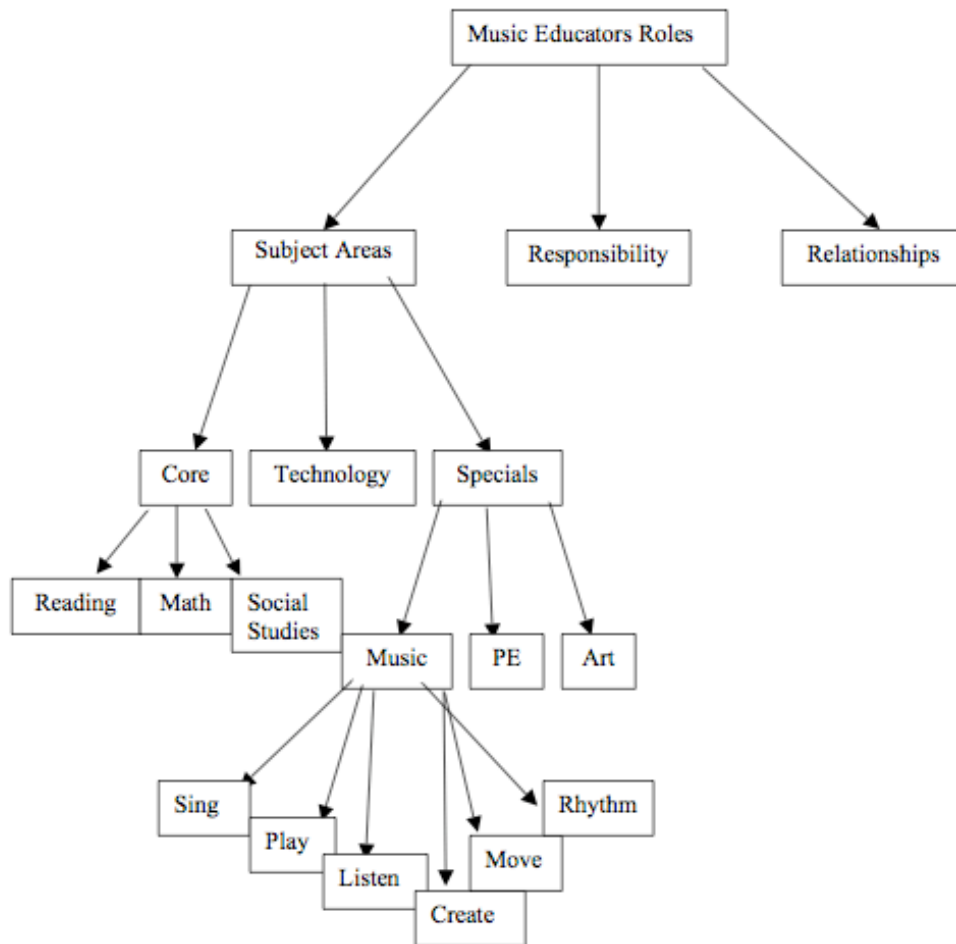 Music Educators Roles
Subject Areas
Responsibility
Relationships
Core
Technology
Specials
Reading
Math
Social
Studies
Music
PE
Art
Sing
Play
Listen
Create
Move
Rhythm